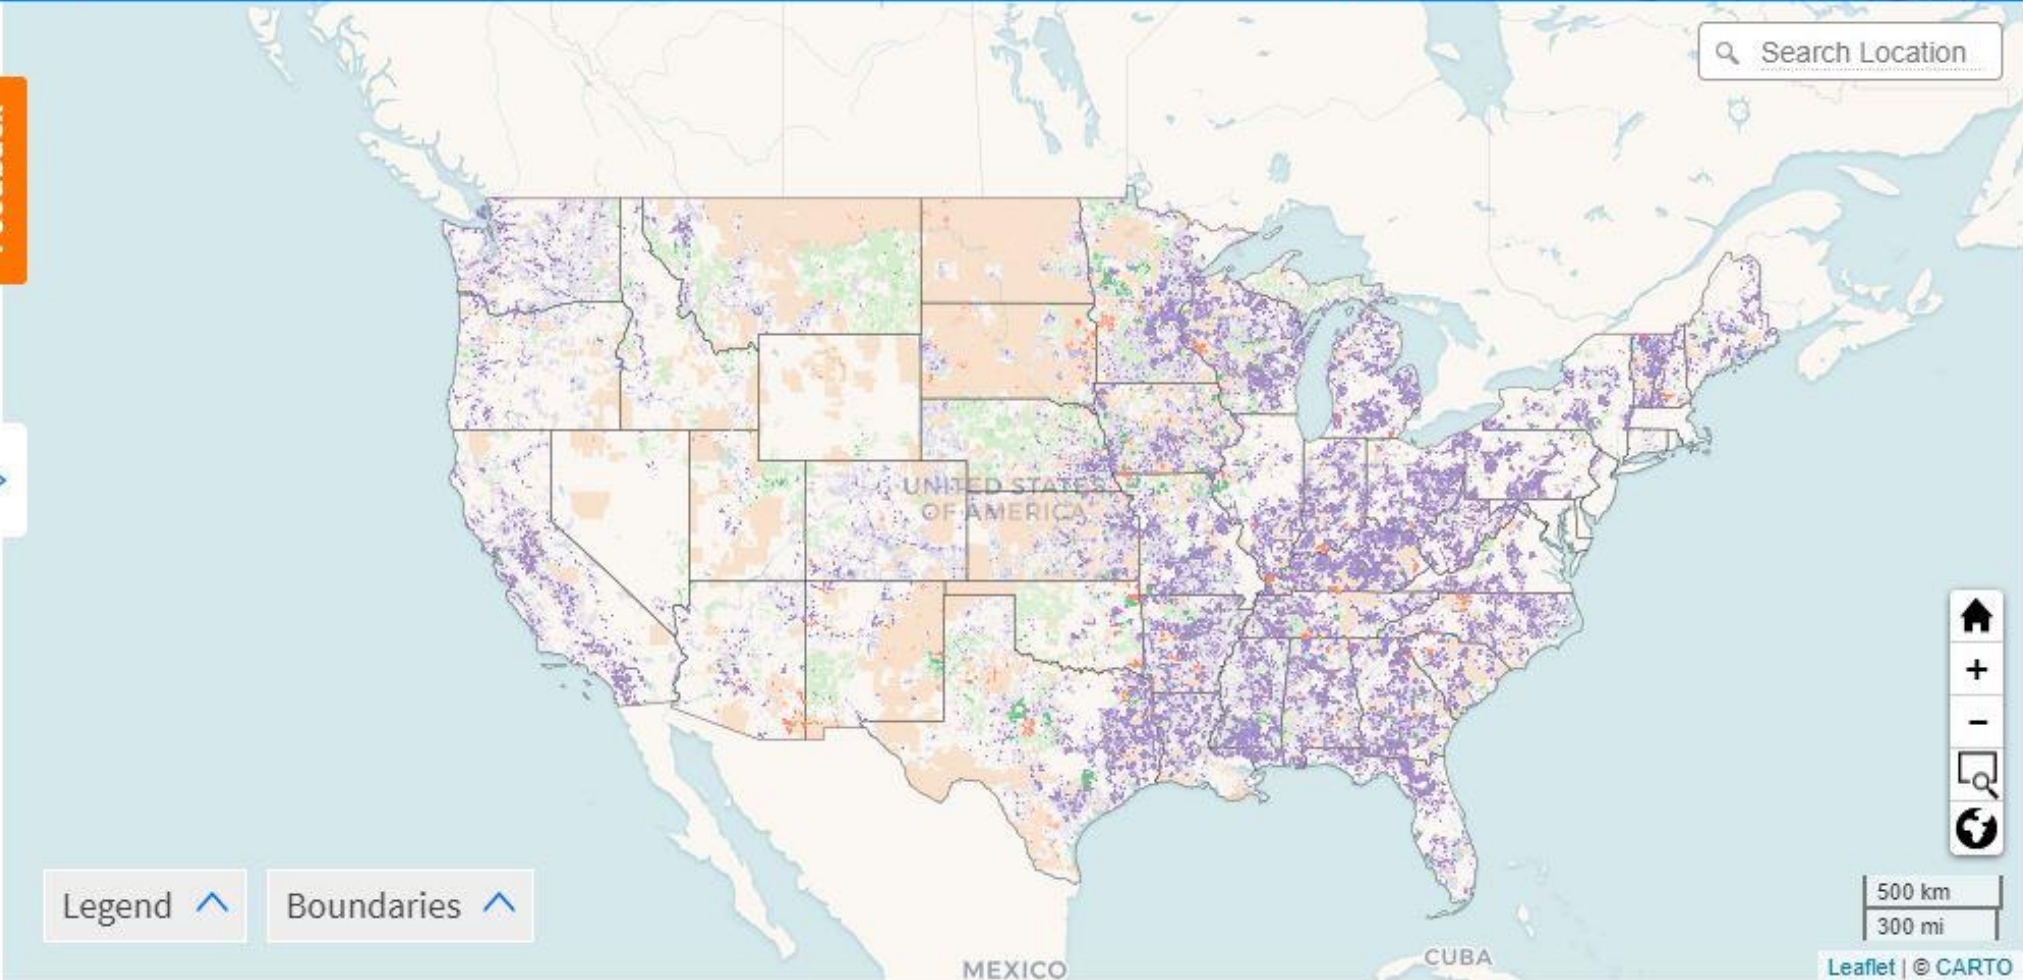 Search Location
UNITED STATES
OF AMERICA
Legend
Boundaries
500 km
300 mi
MEXICO
CUBA
Leaflet | © CARTO